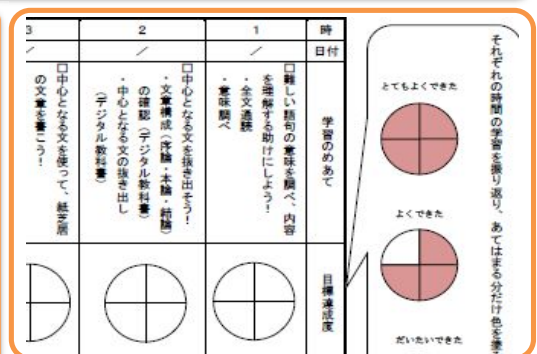 それぞれの時間の学習を振り返り、あてはまる分だけ色を塗
とてもよくできた
よくできた
だいたいできた
時
日付
学習のめあて
目標達成度
1
/
□難しい語句の意味を調べ、内容
を理解する助けにしよう!
・全文通読
・意味調べ
2
/
□中心となる文を抜き出そう!
・文章構成(序論・本論・結論)
の確認(デジタル教科書)
・中心となる文の抜き出し
(デジタル教科書)
3
/
□中心となる文を使って、紙芝居
の文章を書こう!